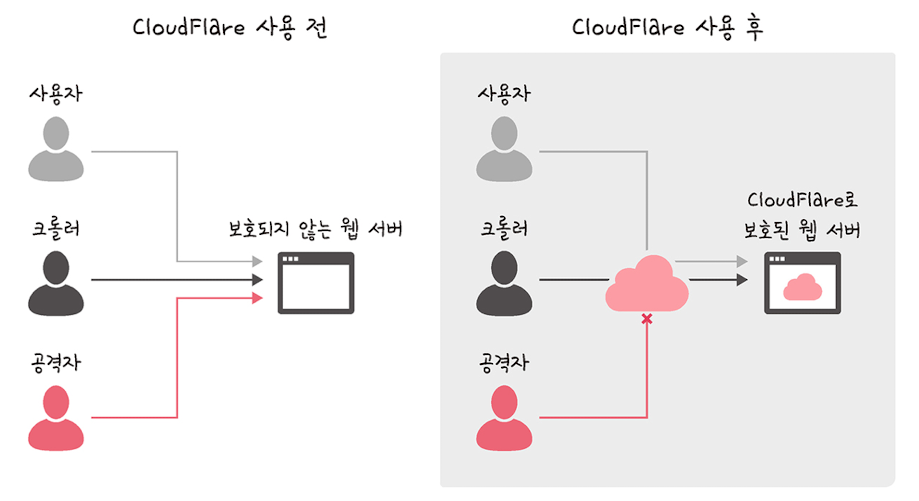 CloudFlare 사용 전
사용자
크롤러
보호되지 않는 웹 서버
공격자
CloudFlare 사용 후
사용자
크롤러
CloudFlare로
보호된 웹 서버
공격자